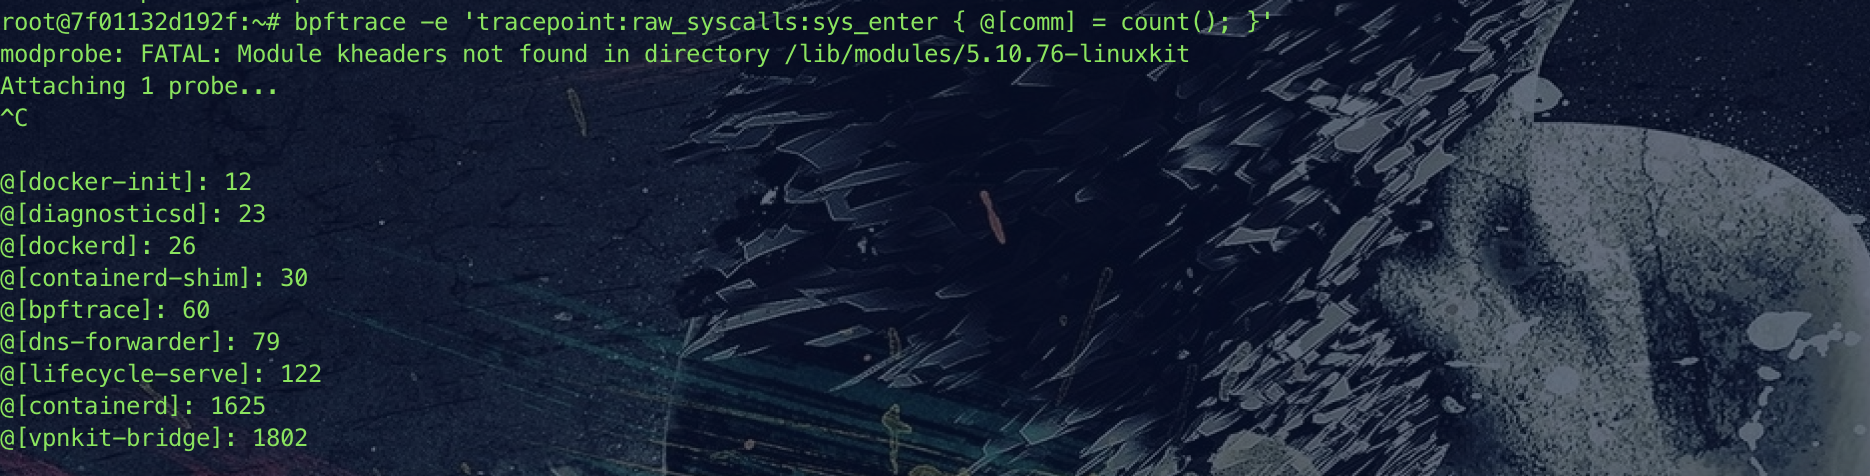 root@7f01132d192f:~# bpftrace -e 'tracepoint:raw_syscalls:sys_enter { @[comm] = count(); }'
modprobe: FATAL: Module kheaders not found in directory /lib/modules/5.10.76-linuxkit
Attaching 1 probe...
^C
@[docker-init]: 12
@[diagnosticsd]: 23
@[dockerd]: 26
@[containerd-shim]: 30
@[bpftrace]: 60
@[dns-forwarder]: 79
@[lifecycle-serve]: 122
@[containerd]: 1625
@[vpnkit-bridge]: 1802